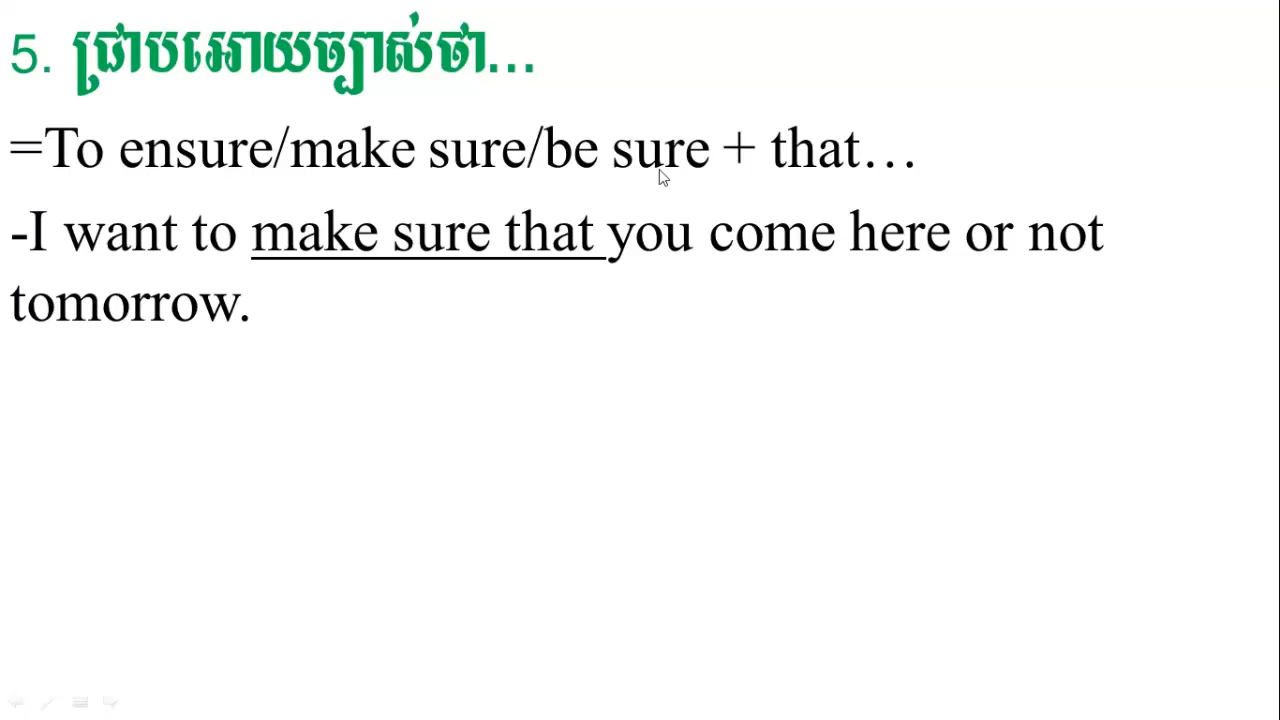 5. ជ្រាបអោយច្បាស់ថា...
=To ensure/make sure/be sure + that…
-I want to make sure that you come here or not
tomorrow.